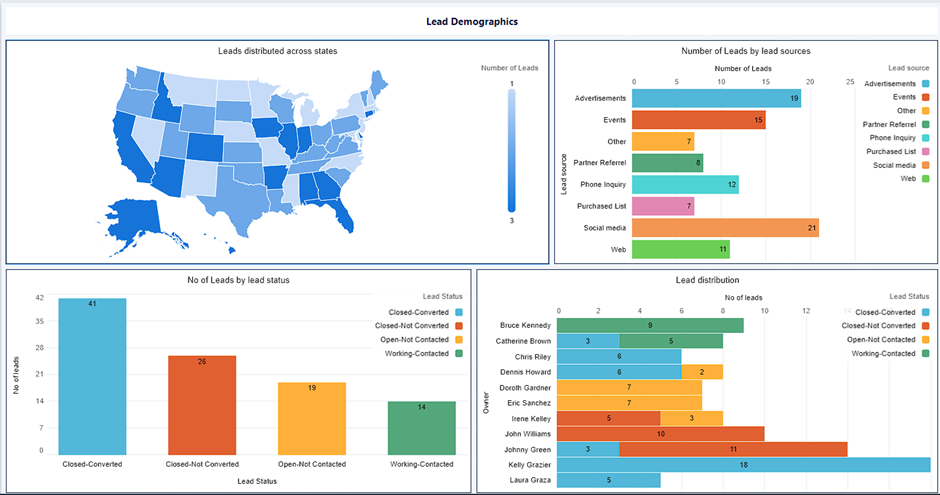 Lead Demographics
Leads distributed across states
Number of Leads
1
3
Number of Leads by lead sources
Number of Leads
0 5 10 15 20 25
Lead source
Advertisements 19
Events 15
Other 7
Partner Referrel 8
Phone Inquiry 12
Purchased List 7
Social media 21
Web 11
Lead source
Advertisements
Events
Other
Partner Referrel
Phone Inquiry
Purchased List
Social media
Web
No of Leads by lead status
No of leads
42
35
28
21
14
7
0
41
26
19
14
Closed-Converted Closed-Not Converted Open-Not Contacted Working-Contacted
Lead Status
Lead Status
Closed-Converted
Closed-Not Converted
Open-Not Contacted
Working-Contacted
Lead distribution
No of leads
0 2 4 6 8 10 12 14
Owner
Bruce Kennedy 9
Catherine Brown 3 5
Chris Riley 6
Dennis Howard 6 2
Doroth Gardner 7
Eric Sanchez 7
Irene Kelley 5 3
John Williams 10
Johnny Green 3 11
Kelly Grazier 18
Laura Graza 5
Lead Status
Closed-Converted
Closed-Not Converted
Open-Not Contacted
Working-Contacted